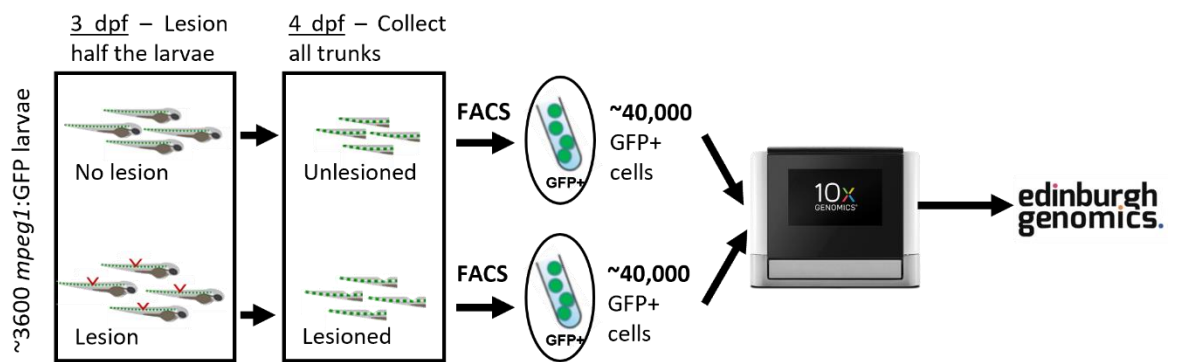 3 dpf – Lesion
half the larvae
4 dpf – Collect
all trunks
~3600 mpeg1:GFP larvae
No lesion
Unlesioned
FACS
GFP+
~40,000
GFP+
cells
Lesion
Lesioned
FACS
GFP+
~40,000
GFP+
cells
10x
GENOMICS
edinburgh
genomics.